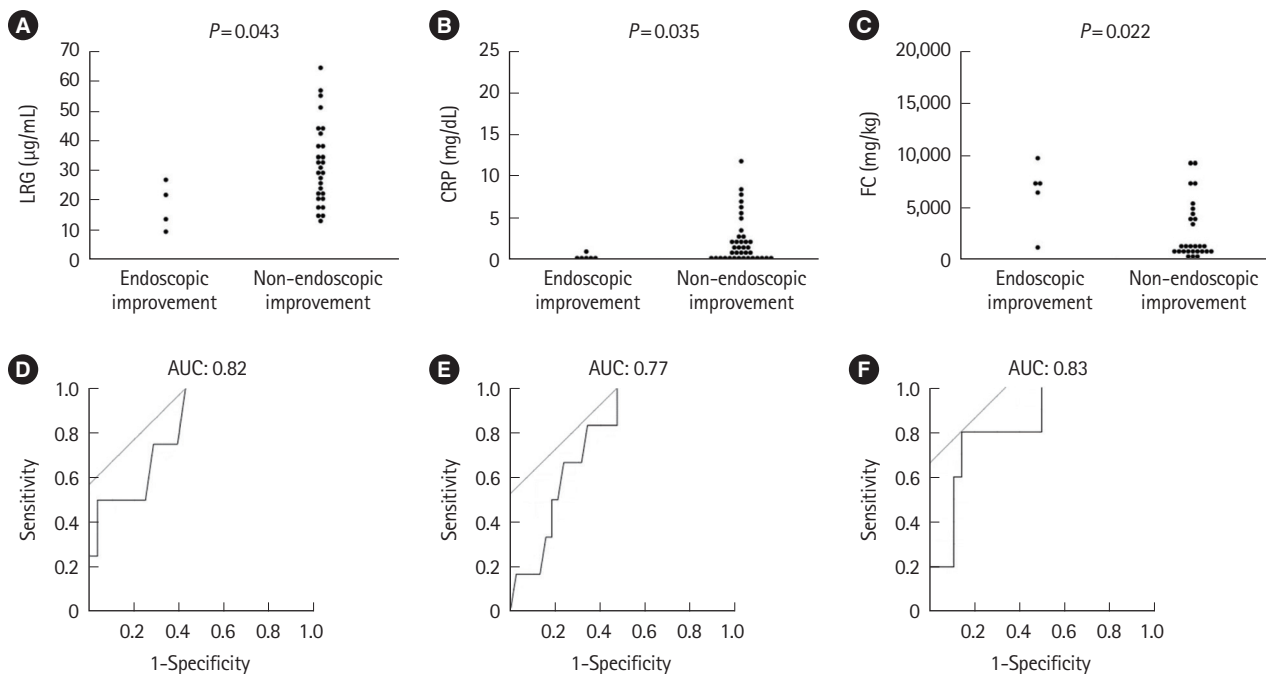 A
P=0.043
70
60
50
40
30
20
10
0
LRG (µg/mL)
Endoscopic improvement
Non-endoscopic improvement
B
P=0.035
25
20
15
10
5
0
CRP (mg/dL)
Endoscopic improvement
Non-endoscopic improvement
C
P=0.022
20,000
15,000
10,000
5,000
0
FC (mg/kg)
Endoscopic improvement
Non-endoscopic improvement
D
AUC: 0.82
1.0
0.8
0.6
0.4
0.2
0
Sensitivity
0.2 0.4 0.6 0.8 1.0
1-Specificity
E
AUC: 0.77
1.0
0.8
0.6
0.4
0.2
0
Sensitivity
0.2 0.4 0.6 0.8 1.0
1-Specificity
F
AUC: 0.83
1.0
0.8
0.6
0.4
0.2
0
Sensitivity
0.2 0.4 0.6 0.8 1.0
1-Specificity